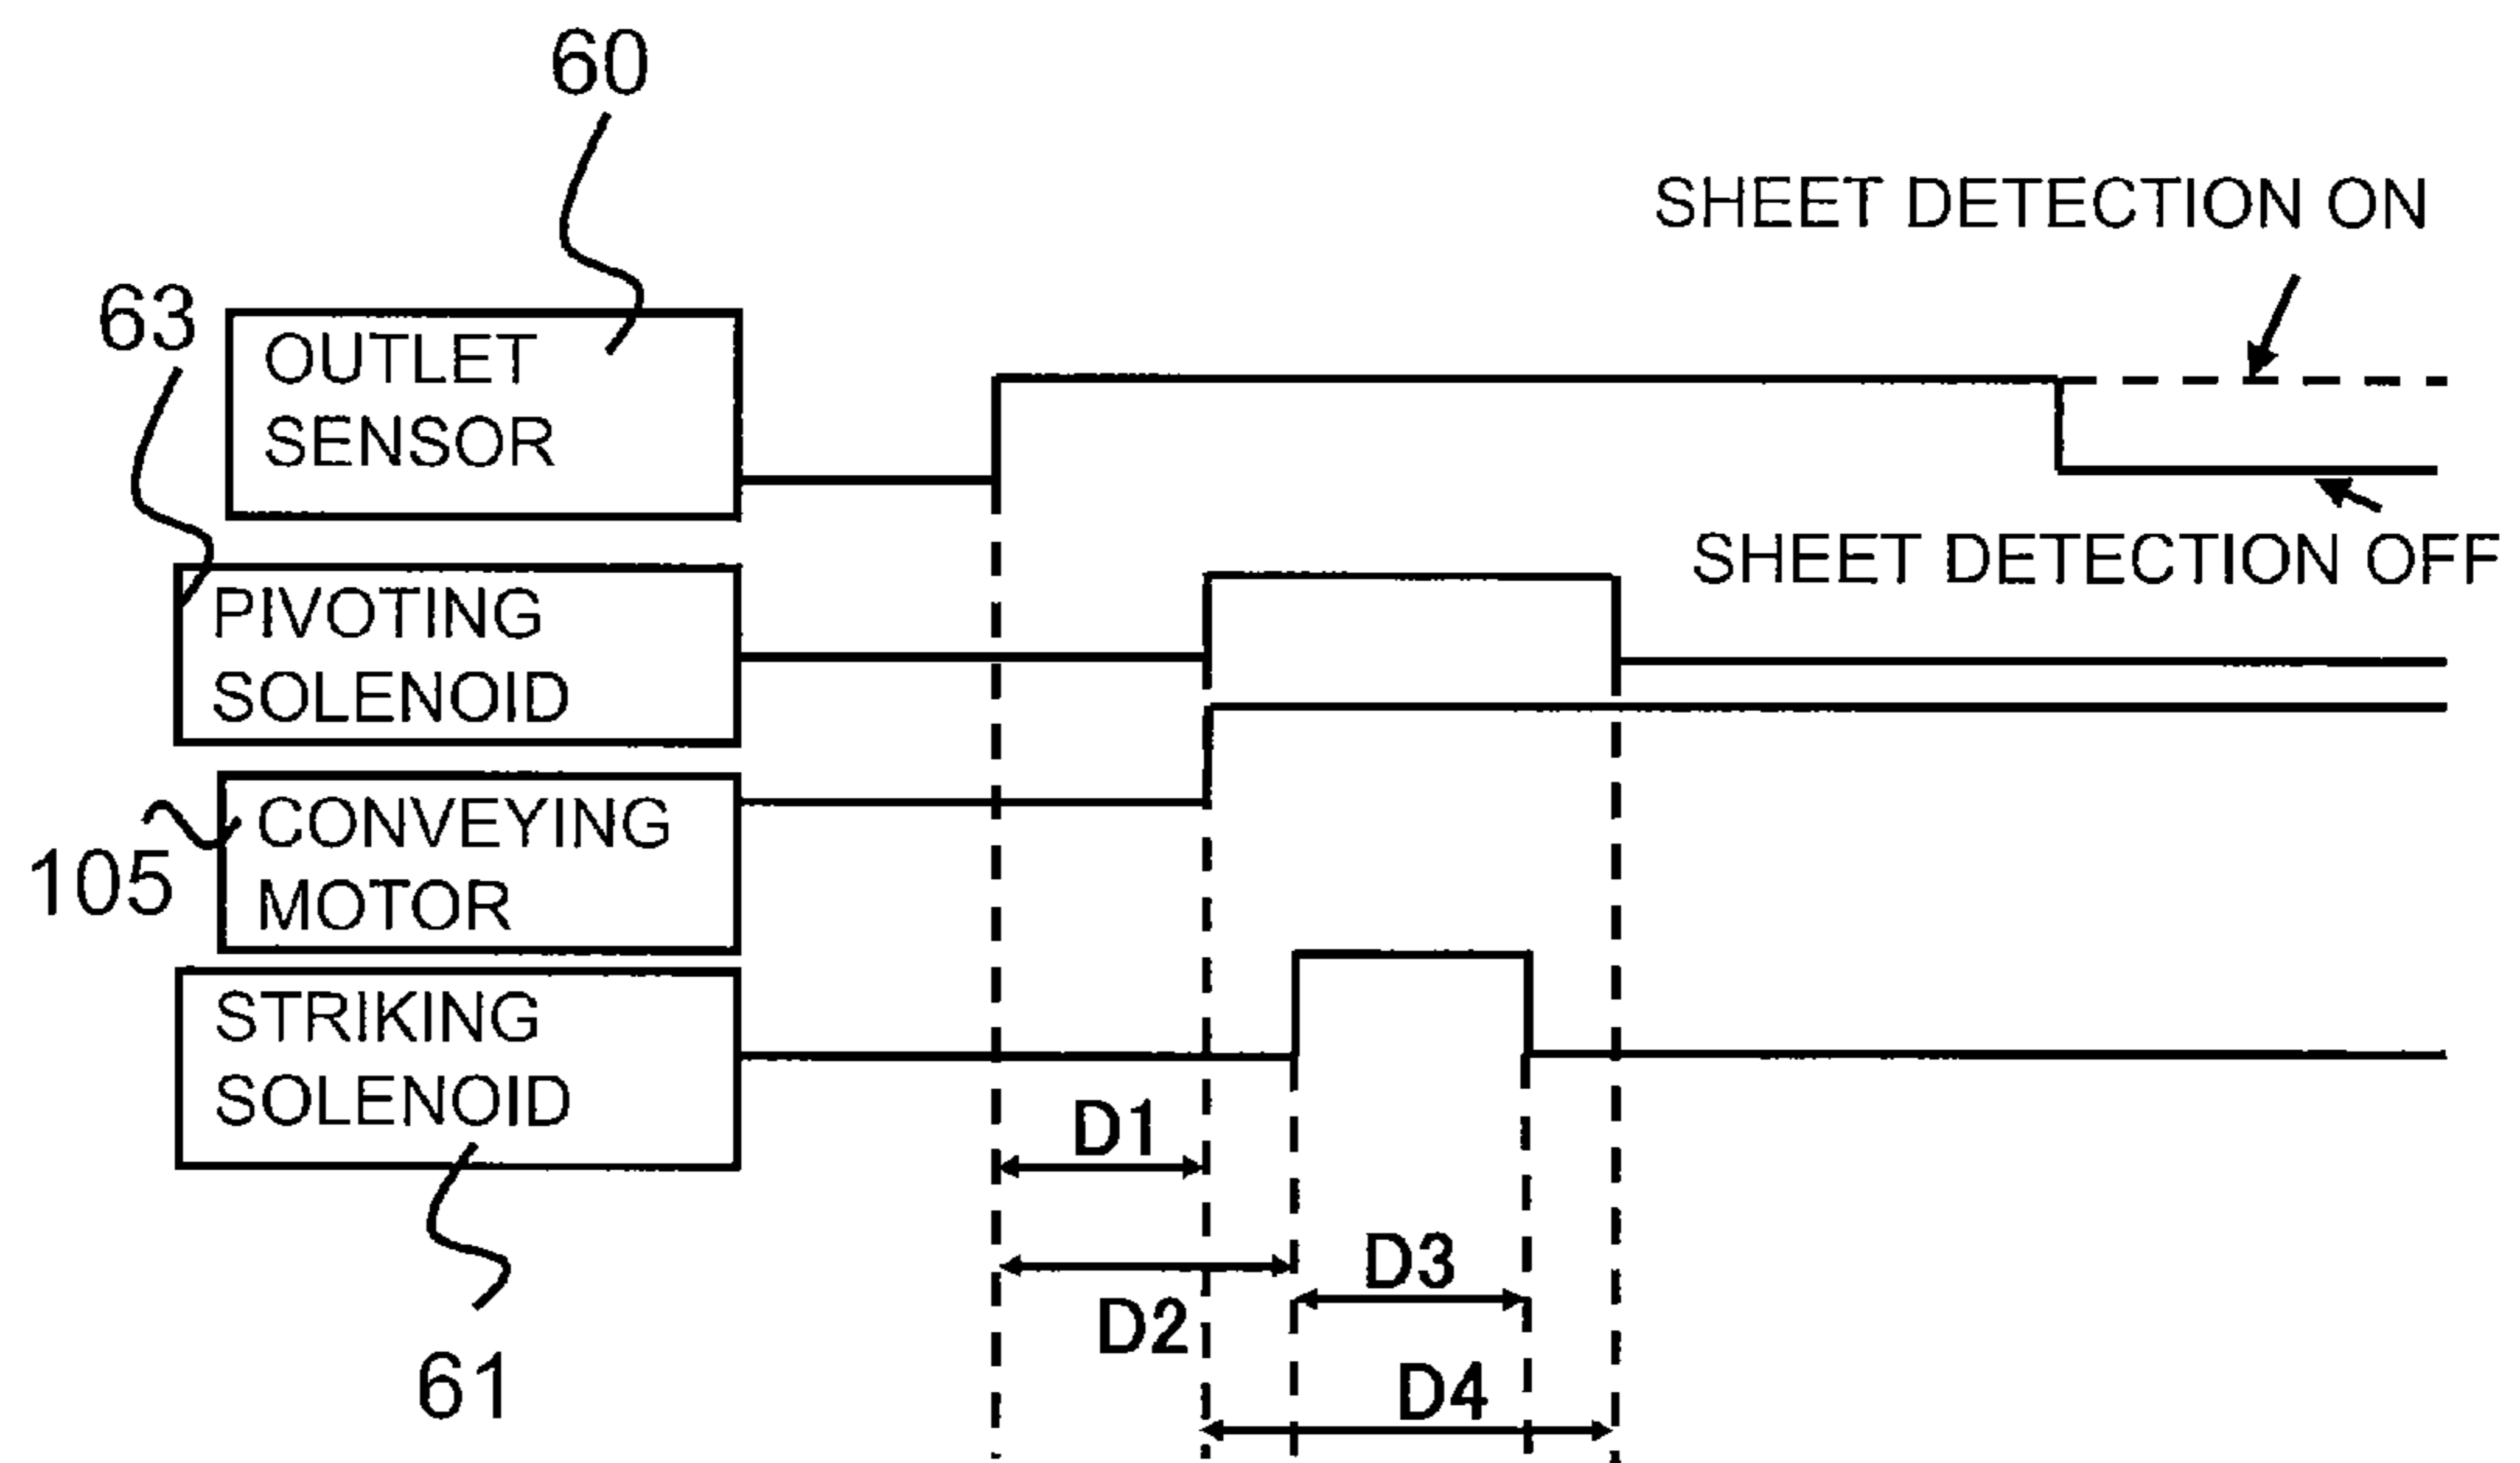 60
SHEET DETECTION ON
63
OUTLET
SENSOR
SHEET DETECTION OFF
PIVOTING
SOLENOID
105
CONVEYING
MOTOR
STRIKING
SOLENOID
D1
D2
D3
D4
61